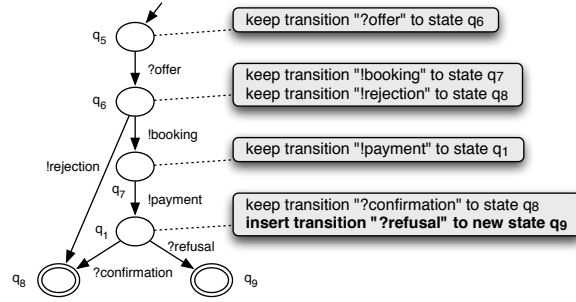 q5
keep transition "?offer" to state q6
?offer
q6
keep transition "!booking" to state q7
keep transition "!rejection" to state q8
!booking
!rejection
keep transition "!payment" to state q1
q7
!payment
keep transition "?confirmation" to state q8
insert transition "?refusal" to new state q9
q1
?refusal
?confirmation
q8
q9